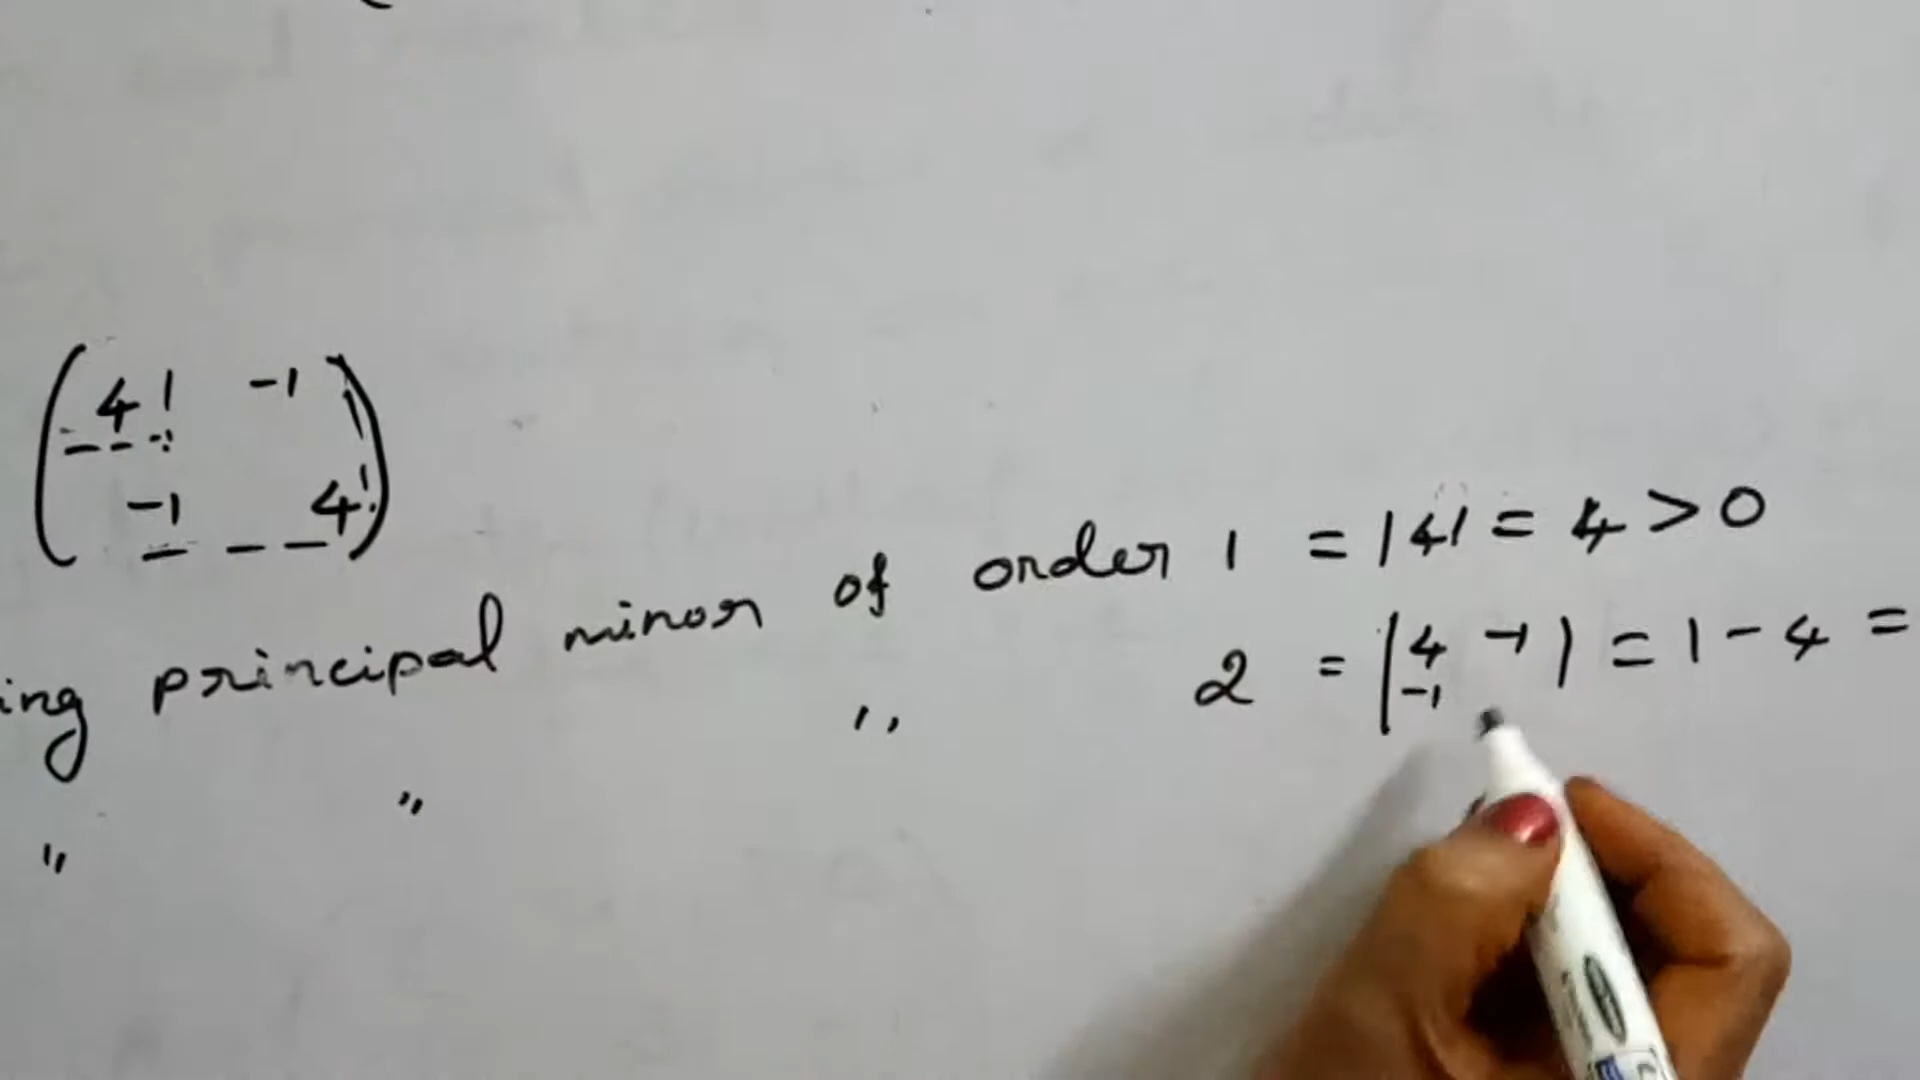 4 -1
-1 4
ing principal minor of order 1 = |4| = 4 > 0
" " " 2 = |4 -1| = 1 - 4 =
-1